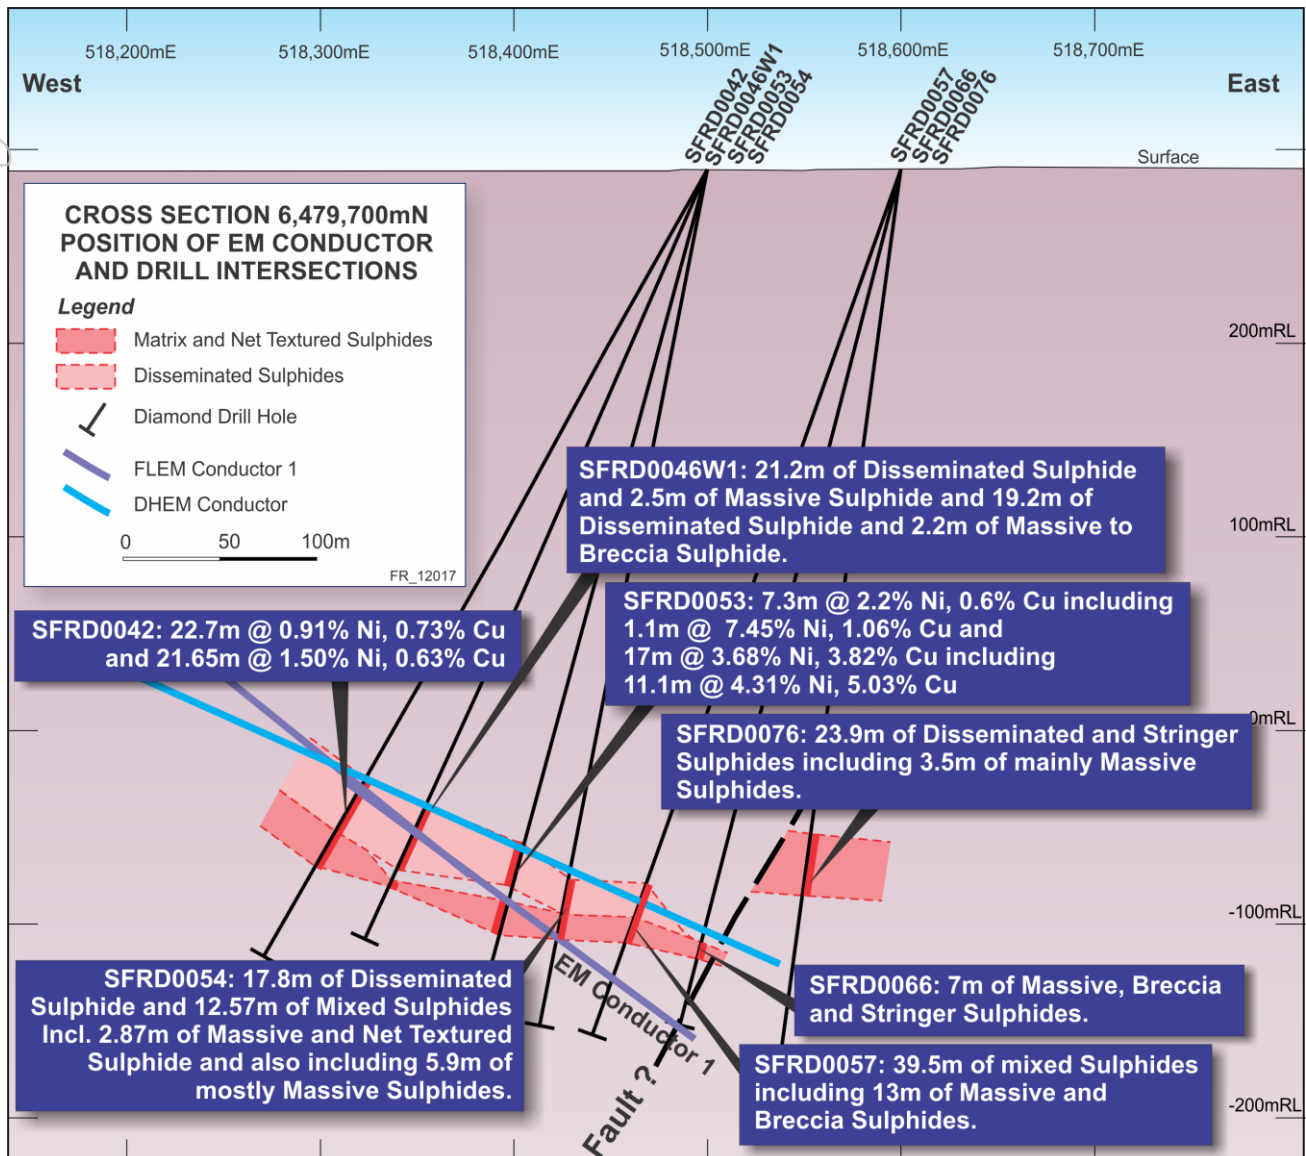 518,200mE
518,300mE
518,400mE
518,500mE
518,600mE
518,700mE
West
East
SFRD0042
SFRD0046W1
SFRD0053
SFRD0054
SFRD0057
SFRD0066
SFRD0076
Surface
CROSS SECTION 6,479,700mN
POSITION OF EM CONDUCTOR
AND DRILL INTERSECTIONS
Legend
Matrix and Net Textured Sulphides
Disseminated Sulphides
Diamond Drill Hole
FLEM Conductor 1
DHEM Conductor
0 50 100m
FR_12017
200mRL
100mRL
0mRL
-100mRL
-200mRL
SFRD0046W1: 21.2m of Disseminated Sulphide
and 2.5m of Massive Sulphide and 19.2m of
Disseminated Sulphide and 2.2m of Massive to
Breccia Sulphide.
SFRD0053: 7.3m @ 2.2% Ni, 0.6% Cu including
1.1m @  7.45% Ni, 1.06% Cu and
17m @ 3.68% Ni, 3.82% Cu including
11.1m @ 4.31% Ni, 5.03% Cu
SFRD0042: 22.7m @ 0.91% Ni, 0.73% Cu
and 21.65m @ 1.50% Ni, 0.63% Cu
SFRD0076: 23.9m of Disseminated and Stringer
Sulphides including 3.5m of mainly Massive
Sulphides.
SFRD0054: 17.8m of Disseminated
Sulphide and 12.57m of Mixed Sulphides
Incl. 2.87m of Massive and Net Textured
Sulphide and also including 5.9m of
mostly Massive Sulphides.
EM Conductor 1
Fault ?
SFRD0066: 7m of Massive, Breccia
and Stringer Sulphides.
SFRD0057: 39.5m of mixed Sulphides
including 13m of Massive and
Breccia Sulphides.